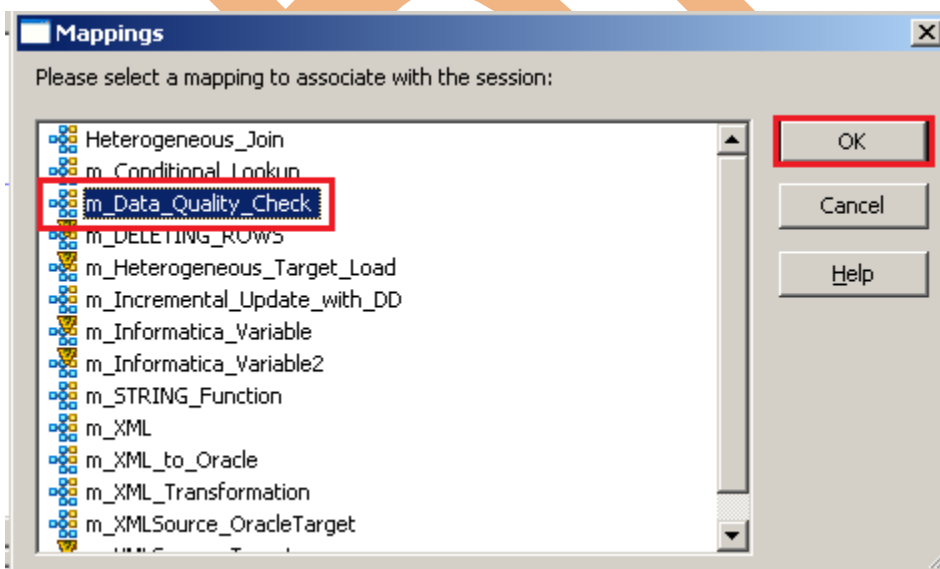 Mappings
Please select a mapping to associate with the session:
Heterogeneous_Join
m_Conditional_Lookup
m_Data_Quality_Check
m_DELETING_ROWS
m_Heterogeneous_Target_Load
m_Incremental_Update_with_DD
m_Informatica_Variable
m_Informatica_Variable2
m_STRING_Function
m_XML
m_XML_to_Oracle
m_XML_Transformation
m_XMLSource_OracleTarget
OK
Cancel
Help